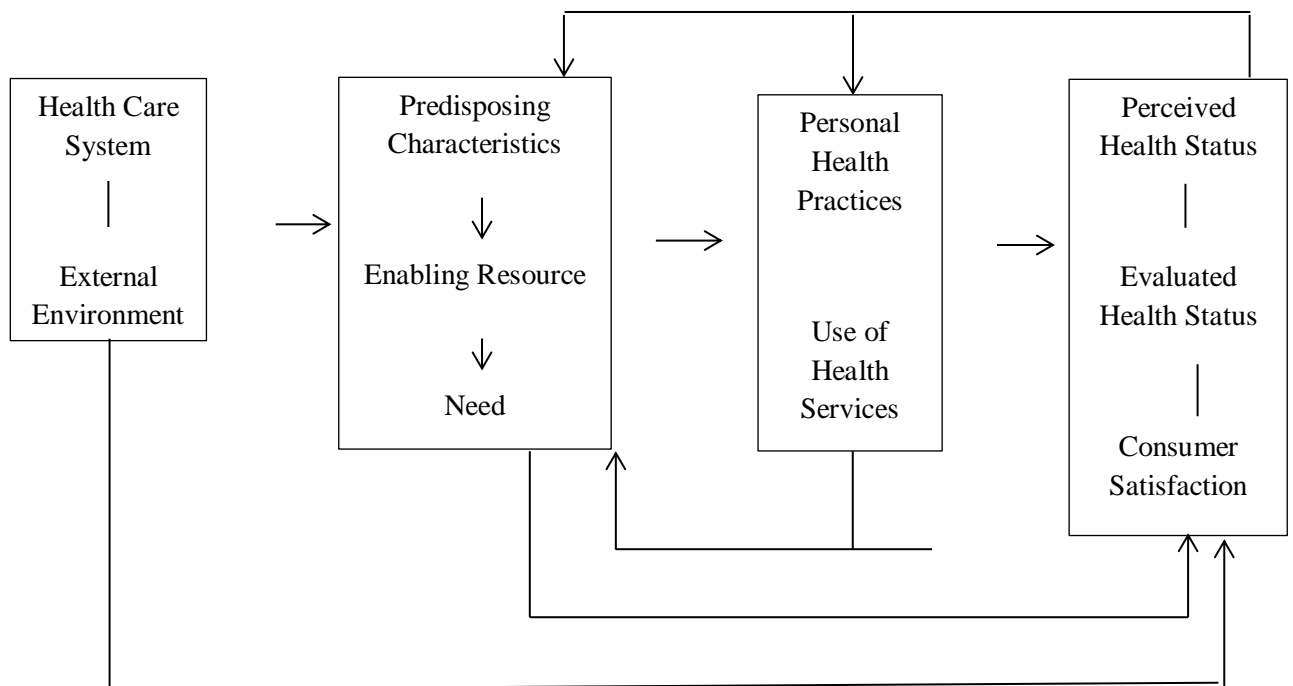 Health Care
System
External
Environment
Predisposing
Characteristics
Enabling Resource
Need
Personal
Health
Practices
Use of
Health
Services
Perceived
Health Status
Evaluated
Health Status
Consumer
Satisfaction